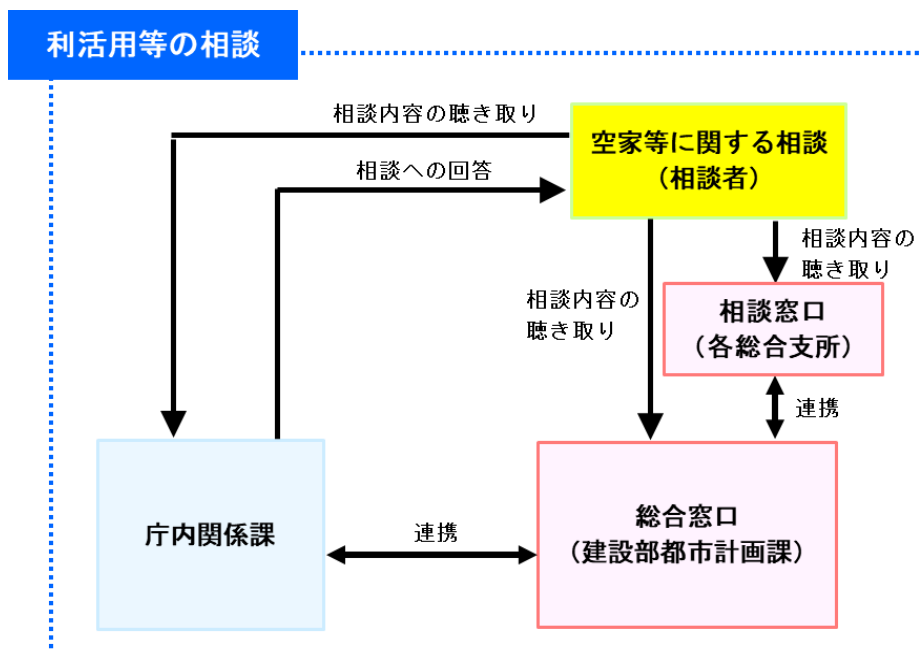 利活用等の相談
相談内容の聴き取り
空家等に関する相談
（相談者）
相談への回答
相談内容の
聴き取り
相談内容の
聴き取り
相談窓口
（各総合支所）
連携
庁内関係課
連携
総合窓口
（建設部都市計画課）